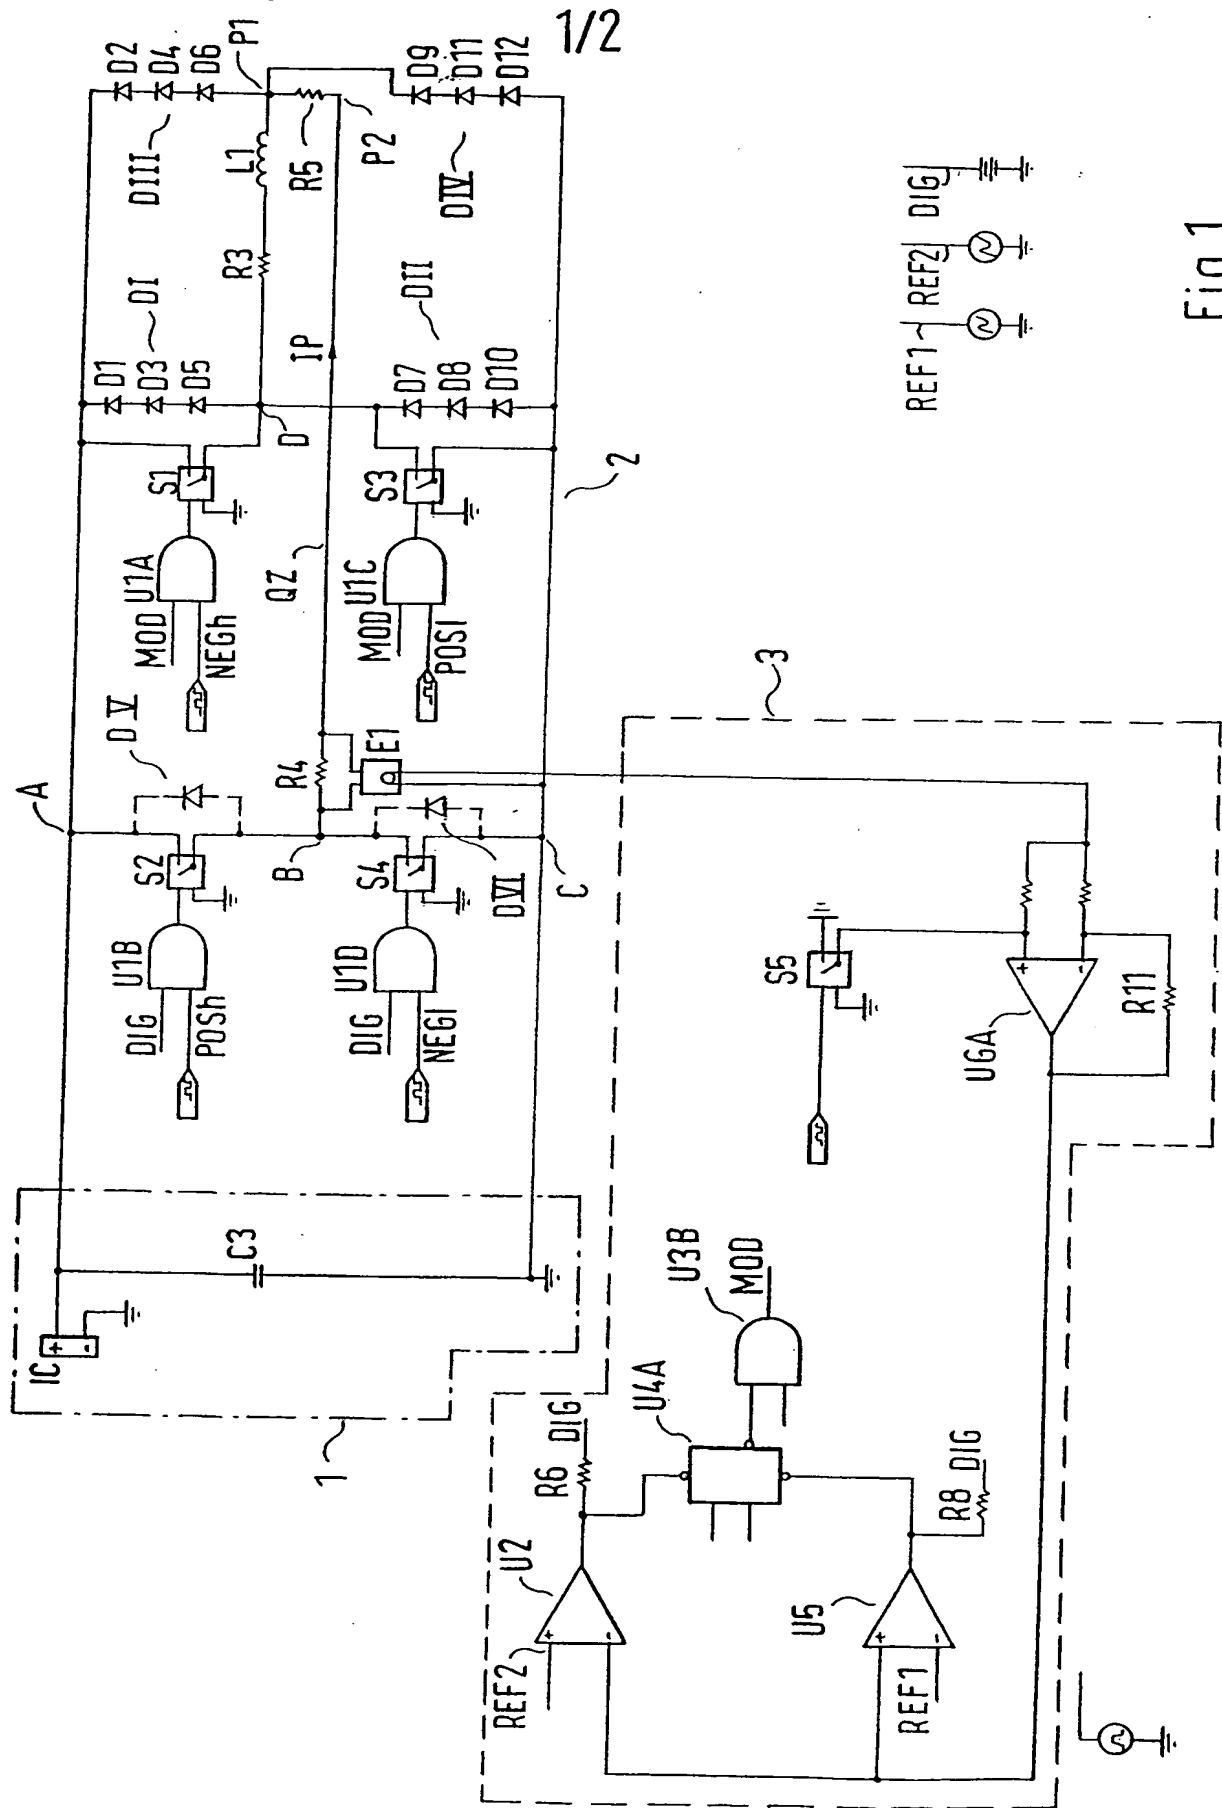 1/2
D2
D4
D6
P1
DIII
D9
D11
D12
L1
R5
P2
DIV
R3
DI
D1
D3
D5
D
DII
D7
D8
D10
IP
S1
U1A
MOD
NEGh
QZ
S3
U1C
MOD
POSl
2
A
DV
R4
B
E1
DVI
C
S2
U1B
DIG
POSh
S4
U1D
DIG
NEGl
3
IC
+
-
C3
1
REF1
REF2
DIG
S5
U6A
+
-
R11
U3B
MOD
U4A
R6
DIG
U2
REF2
+
-
U5
REF1
+
-
R8
DIG
Fig.1